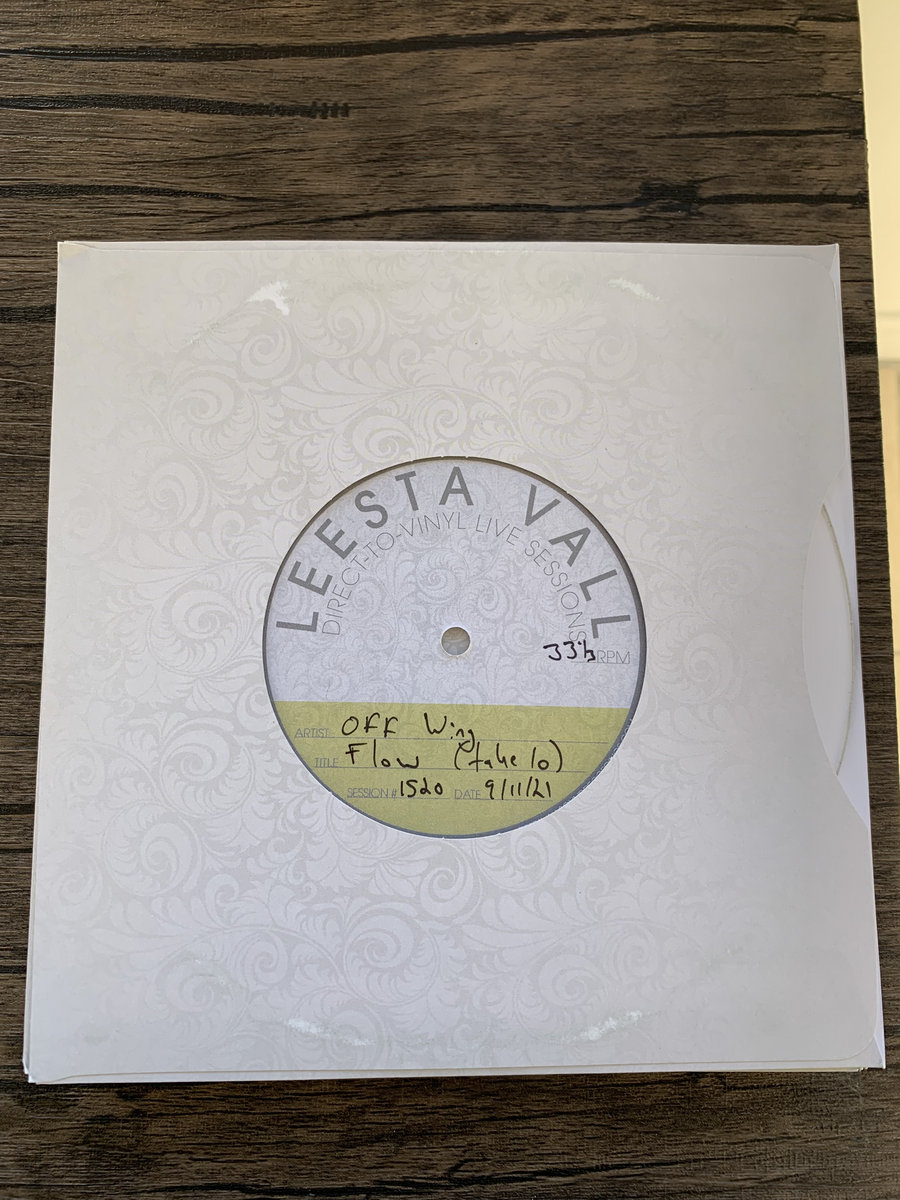 LEESTA VALL
DIRECT-TO-VINYL LIVE SESSIONS
33⅓ RPM
ARTIST: Off Wing
TITLE Flow (take 10)
SESSION # 1520 DATE 9/11/21